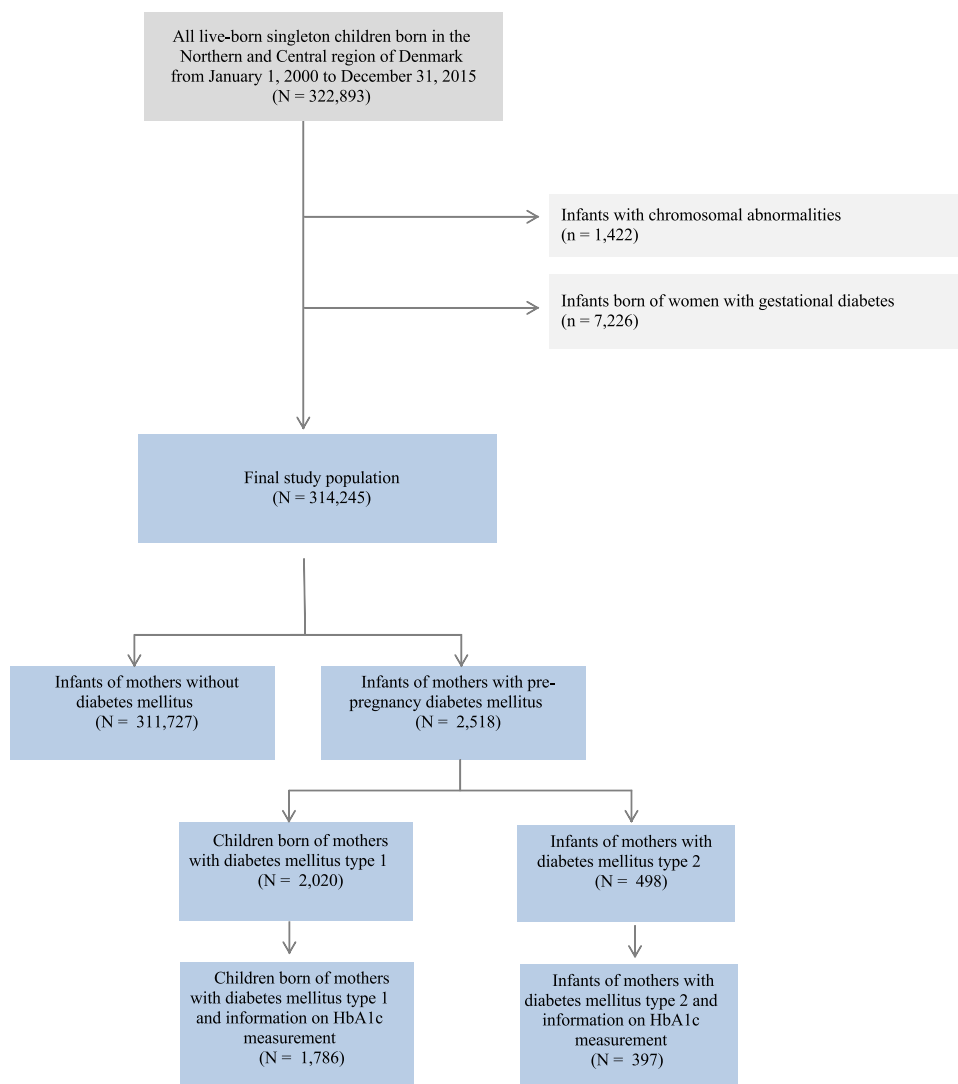 All live-born singleton children born in the
Northern and Central region of Denmark
from January 1, 2000 to December 31, 2015
(N = 322,893)
Infants with chromosomal abnormalities
(n = 1,422)
Infants born of women with gestational diabetes
(n = 7,226)
Final study population
(N = 314,245)
Infants of mothers without
diabetes mellitus
(N = 311,727)
Infants of mothers with pre-
pregnancy diabetes mellitus
(N = 2,518)
Children born of mothers
with diabetes mellitus type 1
(N = 2,020)
Infants of mothers with
diabetes mellitus type 2
(N = 498)
Children born of mothers
with diabetes mellitus type 1
and information on HbA1c
measurement
(N = 1,786)
Infants of mothers with
diabetes mellitus type 2 and
information on HbA1c
measurement
(N = 397)